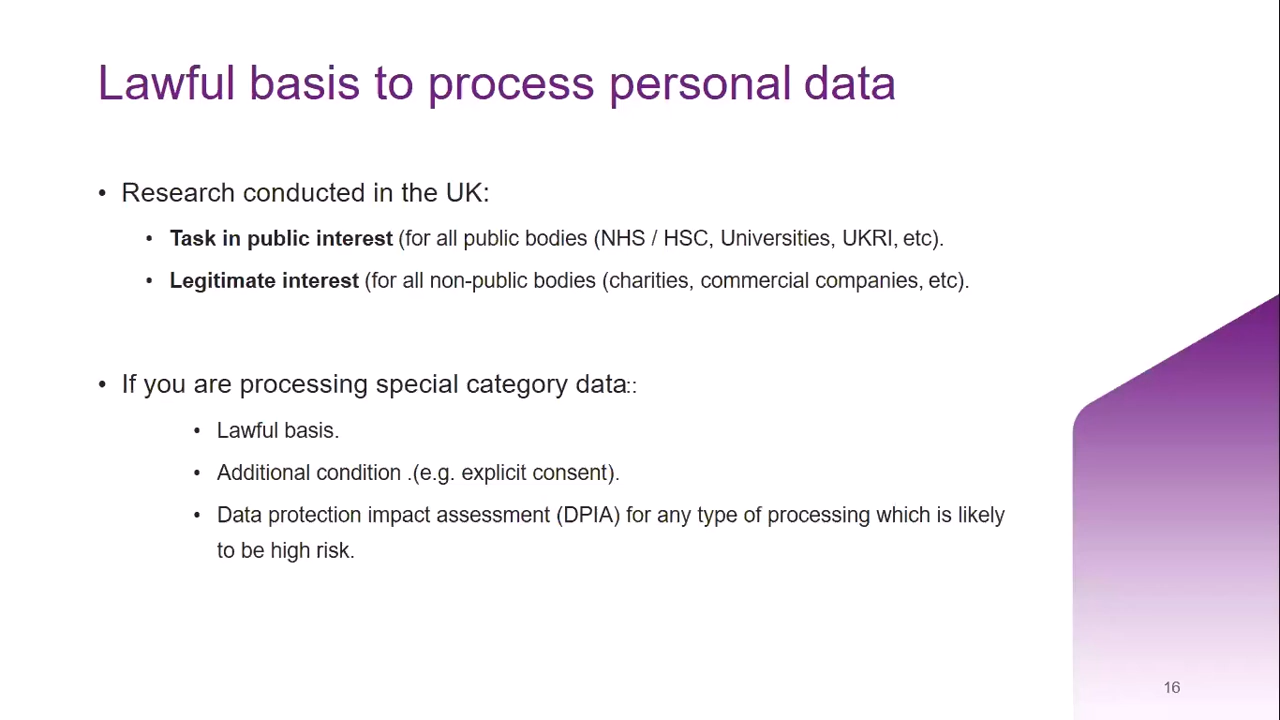 Lawful basis to process personal data
• Research conducted in the UK:
• Task in public interest (for all public bodies (NHS / HSC, Universities, UKRI, etc).
• Legitimate interest (for all non-public bodies (charities, commercial companies, etc).
• If you are processing special category data::
• Lawful basis.
• Additional condition .(e.g. explicit consent).
• Data protection impact assessment (DPIA) for any type of processing which is likely
to be high risk.
16